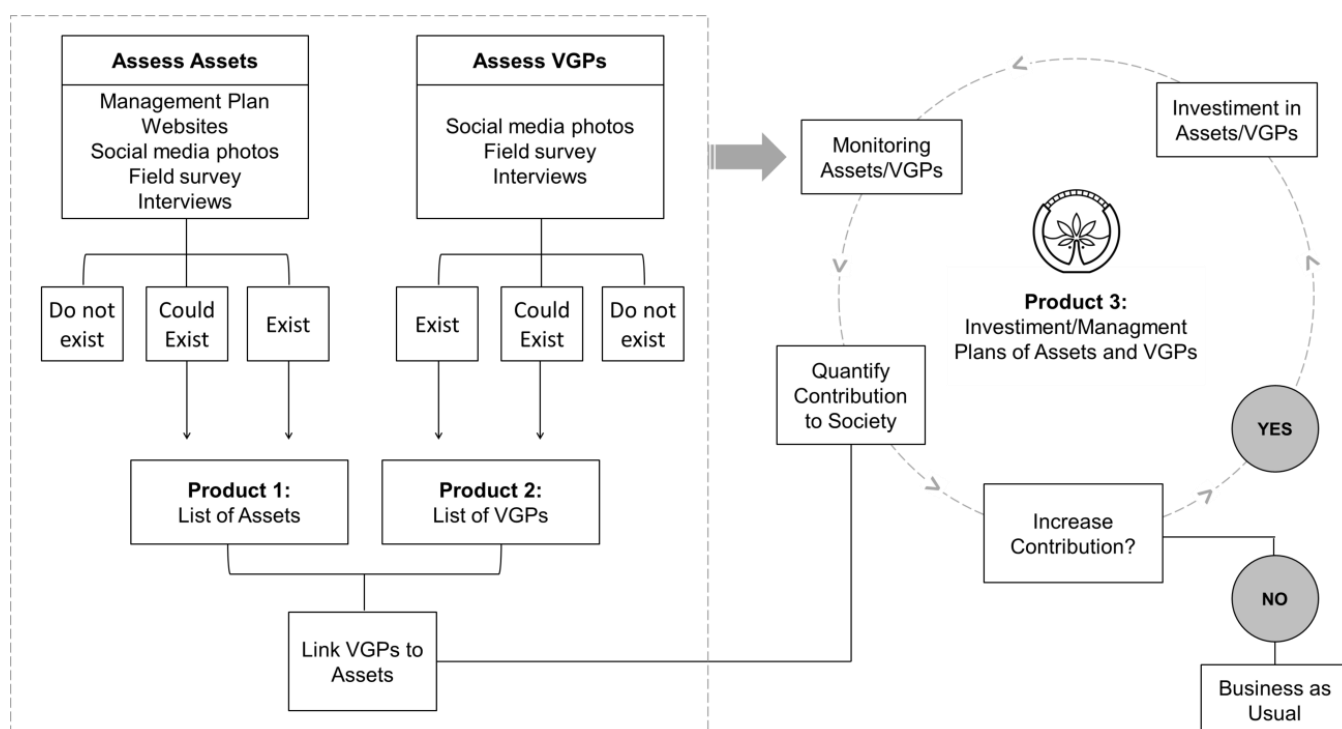 Assess Assets
Management Plan
Websites
Social media photos
Field survey
Interviews
Do not
exist
Could
Exist
Exist
Product 1:
List of Assets
Assess VGPs
Social media photos
Field survey
Interviews
Exist
Could
Exist
Do not
exist
Product 2:
List of VGPs
Link VGPs to
Assets
Monitoring
Assets/VGPs
Quantify
Contribution
to Society
Increase
Contribution?
YES
Investiment in
Assets/VGPs
NO
Business as
Usual
Product 3:
Investiment/Managment
Plans of Assets and VGPs